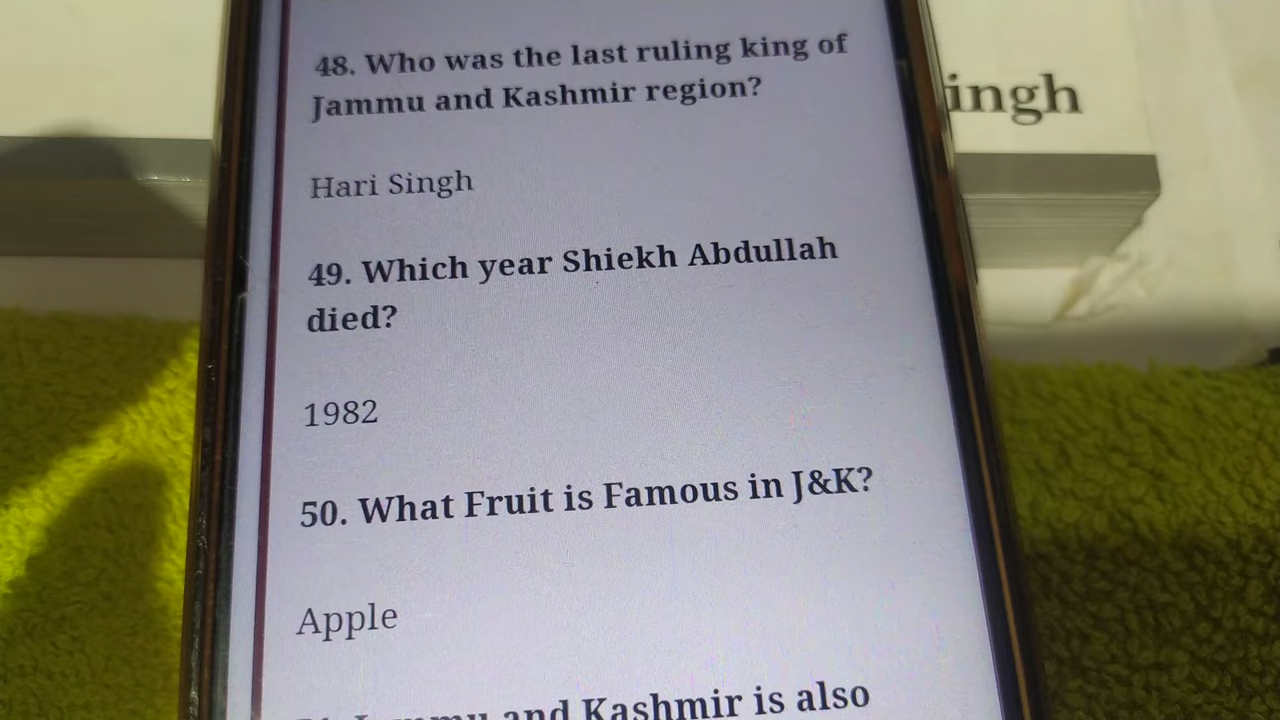 48. Who was the last ruling king of
Jammu and Kashmir region?
Hari Singh
49. Which year Shiekh Abdullah
died?
1982
50. What Fruit is Famous in J&K?
Apple
and Kashmir is also
ingh